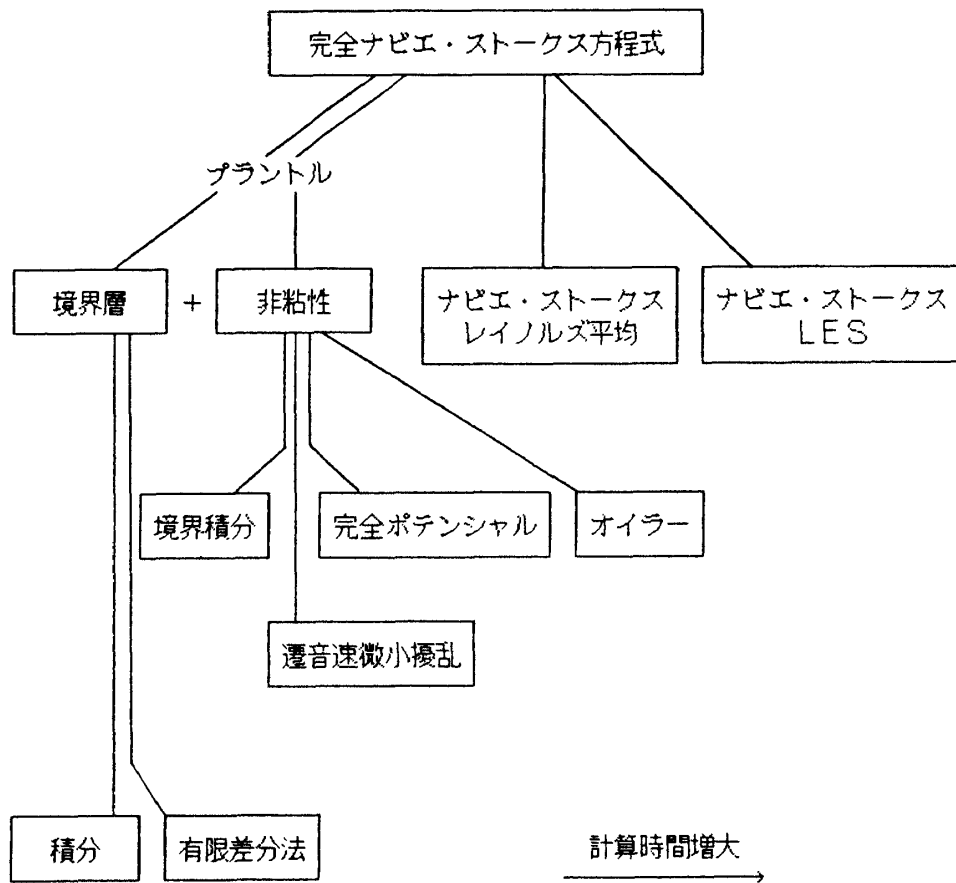 完全ナビエ・ストークス方程式
プラントル
境界層
+
非粘性
ナビエ・ストークス
レイノルズ平均
ナビエ・ストークス
LES
境界積分
完全ポテンシャル
オイラー
遷音速微小擾乱
積分
有限差分法
計算時間増大